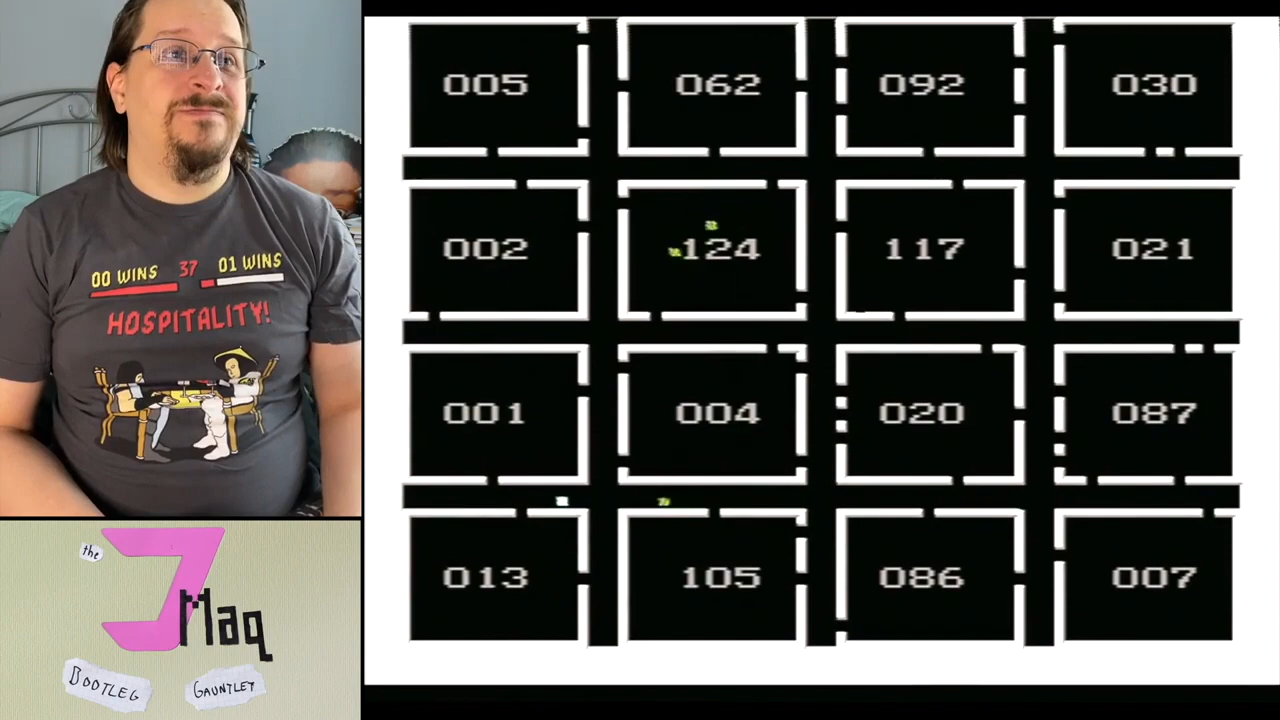 005 062 092 030
002 124 117 021
001 004 020 087
013 105 086 007
00 WINS 37 01 WINS
HOSPITALITY!
the
J Maq
BOOTLEG GAUNTLET